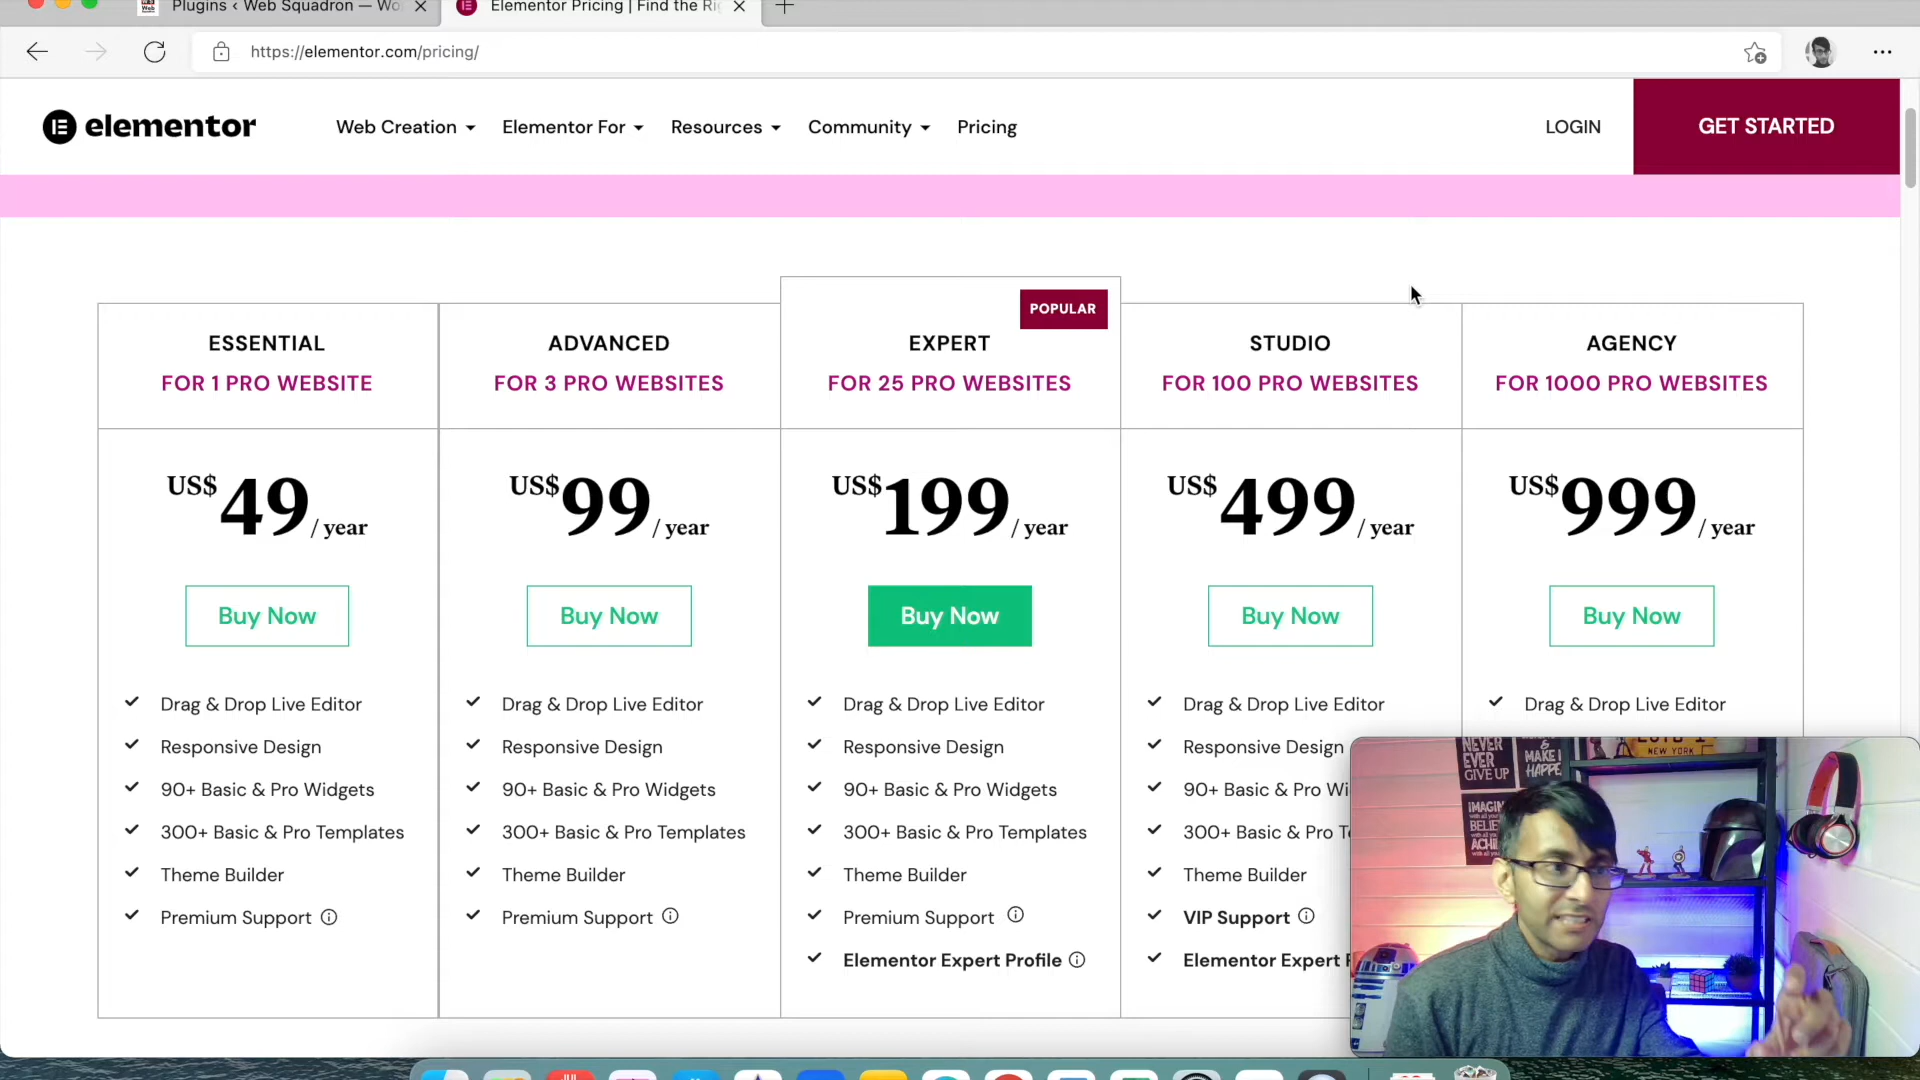 Plugins ‹ Web Squadron — Wo
Elementor Pricing | Find the Ri
https://elementor.com/pricing/
elementor
Web Creation
Elementor For
Resources
Community
Pricing
LOGIN
GET STARTED
POPULAR
ESSENTIAL
FOR 1 PRO WEBSITE
US$49/ year
Buy Now
Drag & Drop Live Editor
Responsive Design
90+ Basic & Pro Widgets
300+ Basic & Pro Templates
Theme Builder
Premium Support
ADVANCED
FOR 3 PRO WEBSITES
US$99/ year
Buy Now
Drag & Drop Live Editor
Responsive Design
90+ Basic & Pro Widgets
300+ Basic & Pro Templates
Theme Builder
Premium Support
EXPERT
FOR 25 PRO WEBSITES
US$199/ year
Buy Now
Drag & Drop Live Editor
Responsive Design
90+ Basic & Pro Widgets
300+ Basic & Pro Templates
Theme Builder
Premium Support
Elementor Expert Profile
STUDIO
FOR 100 PRO WEBSITES
US$499/ year
Buy Now
Drag & Drop Live Editor
Responsive Design
90+ Basic & Pro Wi
300+ Basic & Pro T
Theme Builder
VIP Support
Elementor Expert
AGENCY
FOR 1000 PRO WEBSITES
US$999/ year
Buy Now
Drag & Drop Live Editor
NEVER
EVER
GIVE UP
MAKE I
HAPPE
NEW YORK
IMAGIN
BELIE
ACHI